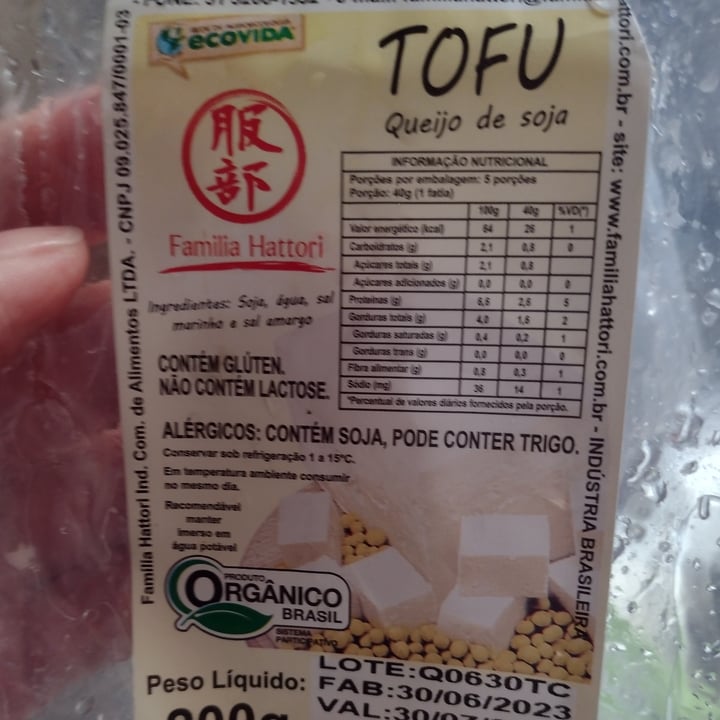 ecovida
TOFU
Queijo de soja
服
部
Familia Hattori
Ingredientes: Soja, água, sal
marinho e sal amargo
CONTÉM GLÚTEN.
NÃO CONTÉM LACTOSE.
INFORMAÇÃO NUTRICIONAL
Porções por embalagem: 5 porções
Porção: 40g (1 fatia)
100g 40g %VD(*)
Valor energético (kcal) 64 26 1
Carboidratos (g) 2,1 0,8 0
Açúcares totais (g) 2,1 0,8
Açúcares adicionados (g) 0,0 0,0 0
Proteínas (g) 6,6 2,6 5
Gorduras totais (g) 4,0 1,6 2
Gorduras saturadas (g) 0,4 0,2 1
Gorduras trans (g) 0,0 0,0 0
Fibra alimentar (g) 0,8 0,3 1
Sódio (mg) 36 14 1
*Percentual de valores diários fornecidos pela porção.
ALÉRGICOS: CONTÉM SOJA, PODE CONTER TRIGO.
Conservar sob refrigeração 1 a 15ºC.
Em temperatura ambiente consumir
no mesmo dia.
Recomendável
manter
imerso em
água potável
PRODUTO
ORGÂNICO
BRASIL
SISTEMA
PARTICIPATIVO
Peso Líquido:
LOTE:Q0630TC
FAB:30/06/2023
Familia Hattori Ind. Com. de Alimentos LTDA. - CNPJ 09.025.847/0001-03
attori.com.br - site: www.familiahattori.com.br - INDÚSTRIA BRASILEIRA